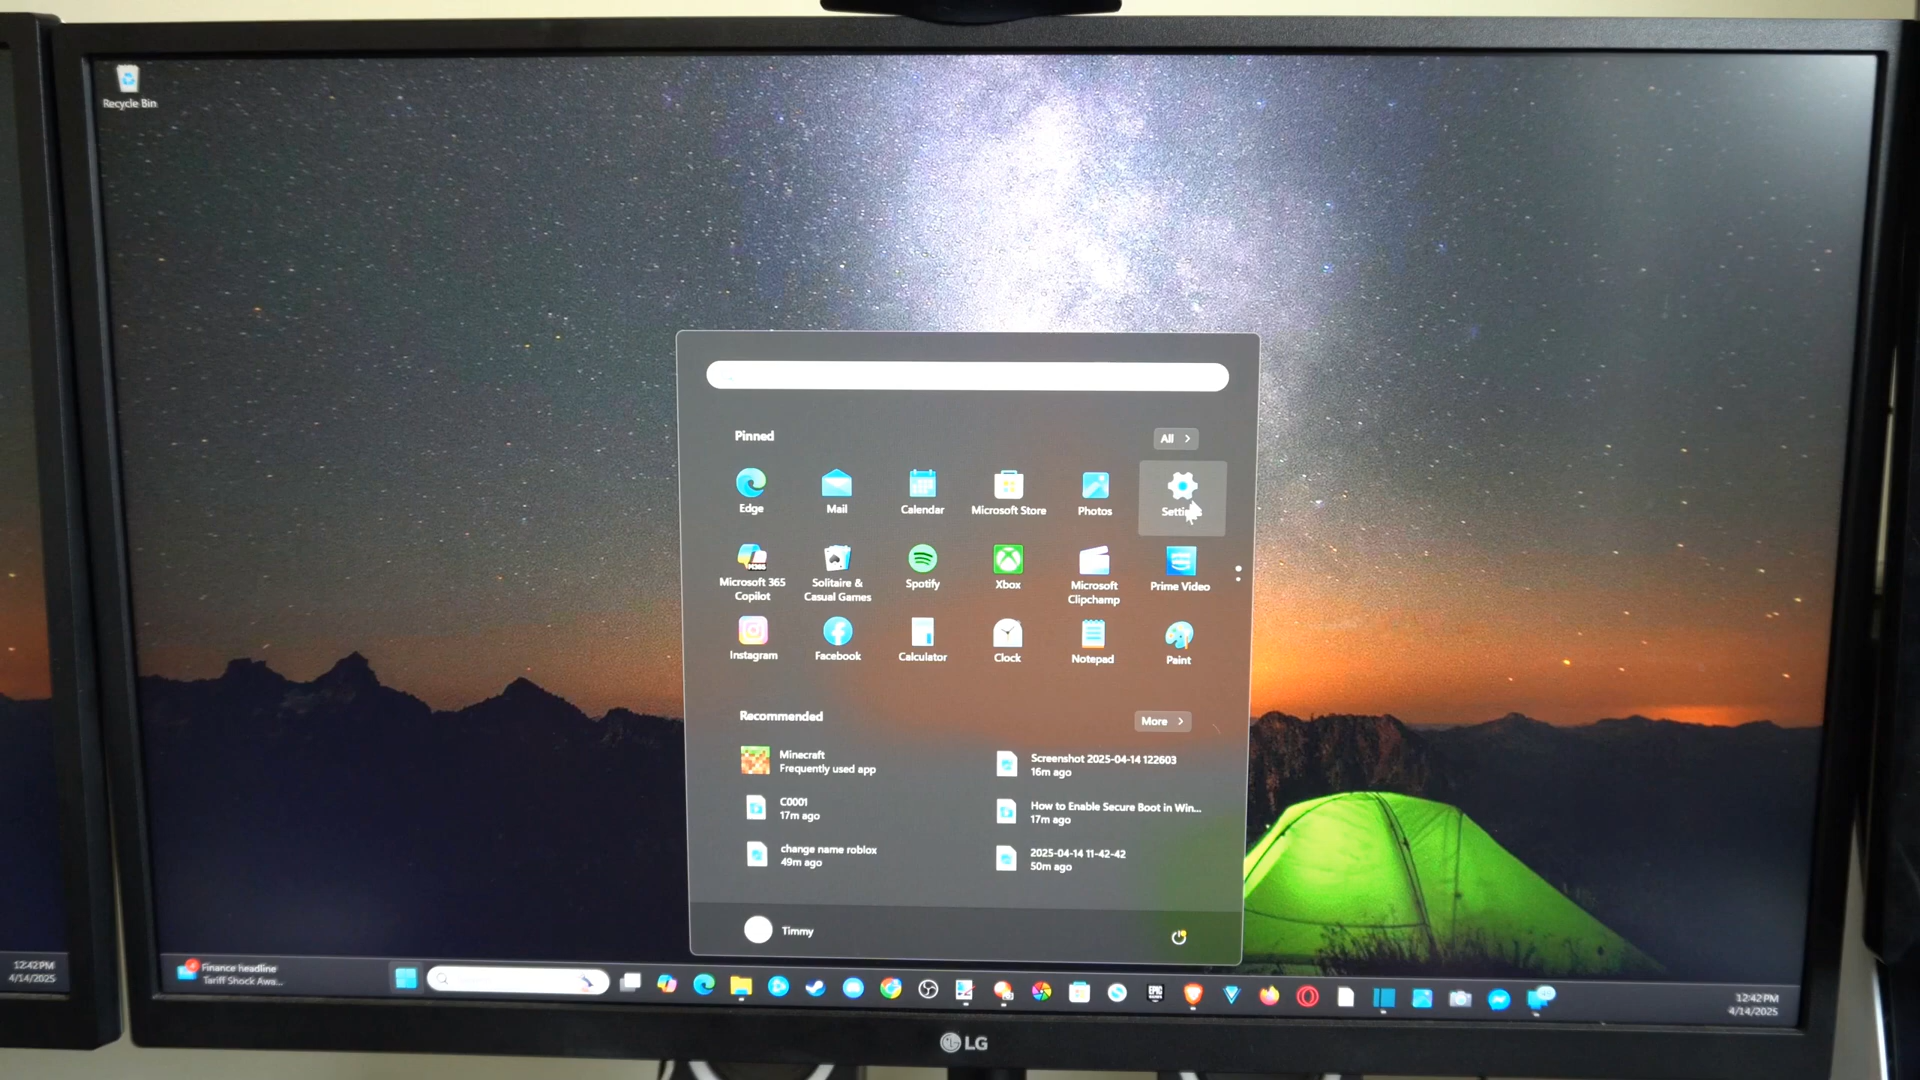 Recycle Bin
Pinned
All
Edge
Mail
Calendar
Microsoft Store
Photos
Microsoft 365
Copilot
Solitaire &
Casual Games
Spotify
Xbox
Microsoft
Clipchamp
Prime Video
Instagram
Facebook
Calculator
Clock
Notepad
Paint
Recommended
More
Minecraft
Frequently used app
Screenshot 2025-04-14 122603
16m ago
C0001
17m ago
How to Enable Secure Boot in Win...
17m ago
change name roblox
49m ago
2025-04-14 11-42-42
50m ago
Timmy
12:42 PM
4/14/2025
Finance headline
Tariff Shock Awa...
EPIC
12:42 PM
4/14/2025
LG